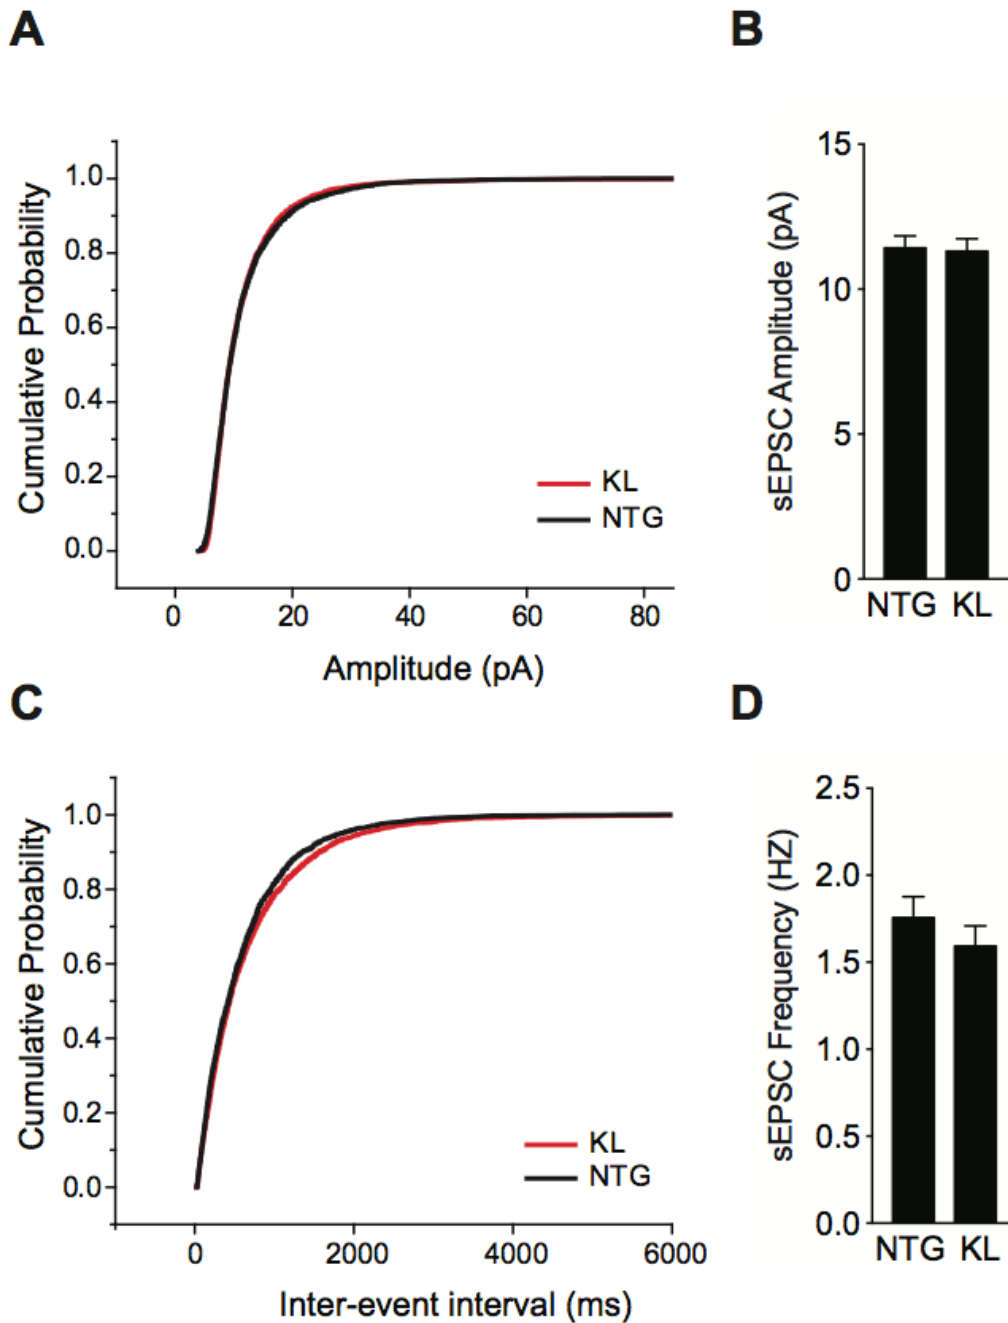 A
B
Cumulative Probability
1.0
0.8
0.6
0.4
0.2
0.0
KL
NTG
0 20 40 60 80
Amplitude (pA)
sEPSC Amplitude (pA)
15
10
5
0
NTG KL
C
D
Cumulative Probability
1.0
0.8
0.6
0.4
0.2
0.0
KL
NTG
0 2000 4000 6000
Inter-event interval (ms)
sEPSC Frequency (HZ)
2.5
2.0
1.5
1.0
0.5
0.0
NTG KL